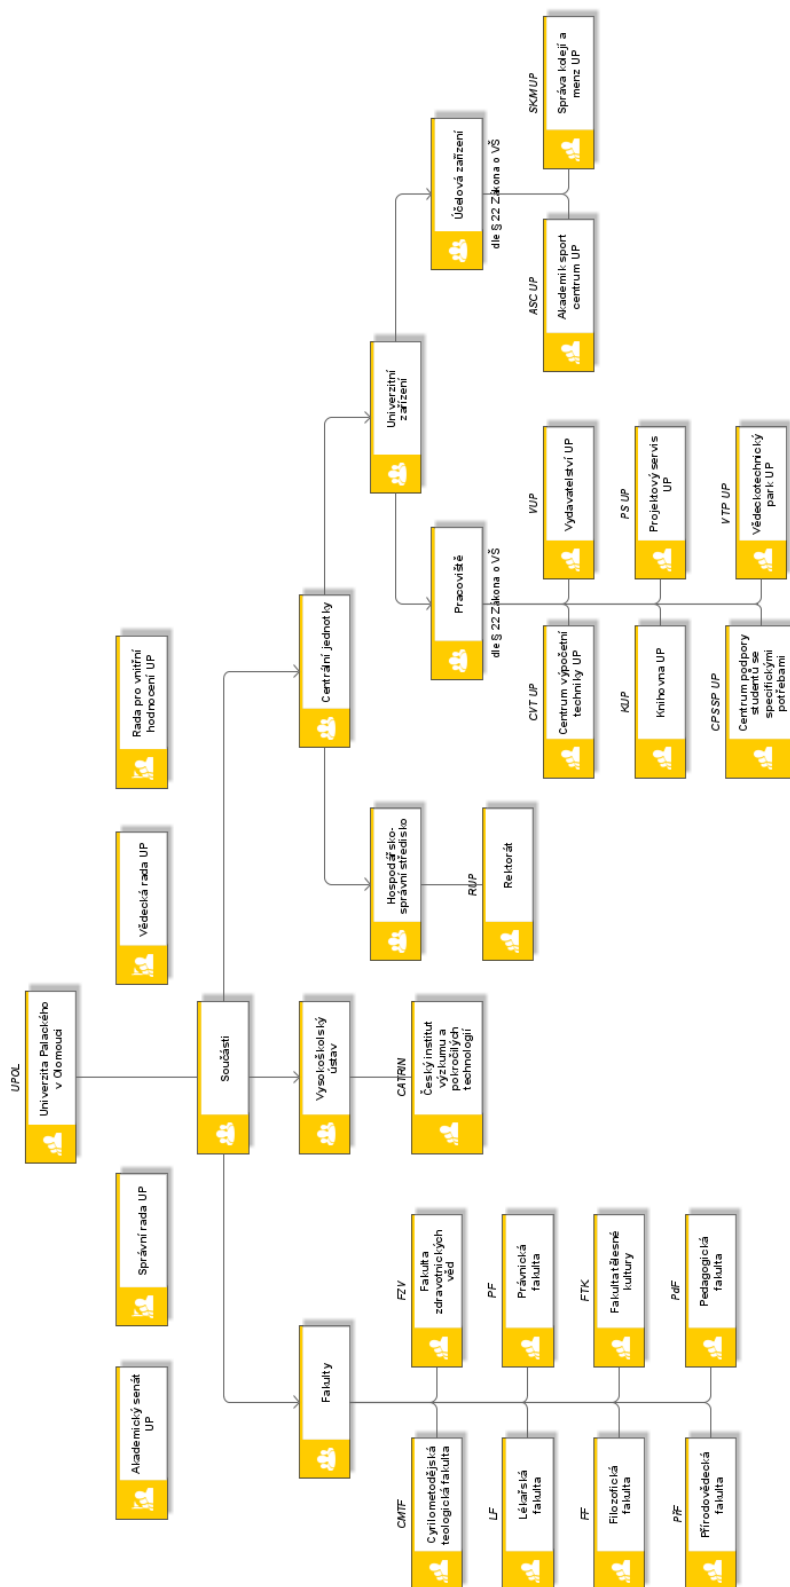 UPOL
Univerzita Palackého
v Olomouci
Akademický senát
UP
Správní rada UP
Vědecká rada UP
Rada pro vnitřní
hodnocení UP
Součásti
Fakulty
Vysokoškolský
ústav
Centrální jednotky
CMTF
Cyrilometodějská
teologická fakulta
FZV
Fakulta
zdravotnických
věd
LF
Lékařská
fakulta
PF
Právnická
fakulta
FF
Filozofická
fakulta
FTK
Fakulta tělesné
kultury
PřF
Přírodovědecká
fakulta
PdF
Pedagogická
fakulta
CATRIN
Český institut
výzkumu a
pokročilých
technologií
Hospodářsko-
správní středisko
RUP
Rektorát
Univerzitní
zařízení
Pracoviště
dle § 22 Zákona o VŠ
Účelová zařízení
dle § 22 Zákona o VŠ
CVT UP
Centrum výpočetní
techniky UP
VUP
Vydavatelství UP
KUP
Knihovna UP
PS UP
Projektový servis
UP
CPSSP UP
Centrum podpory
studentů se
specifickými
potřebami
VTP UP
Vědeckotechnický
park UP
ASC UP
Akademik sport
centrum UP
SKM UP
Správa kolejí a
menz UP